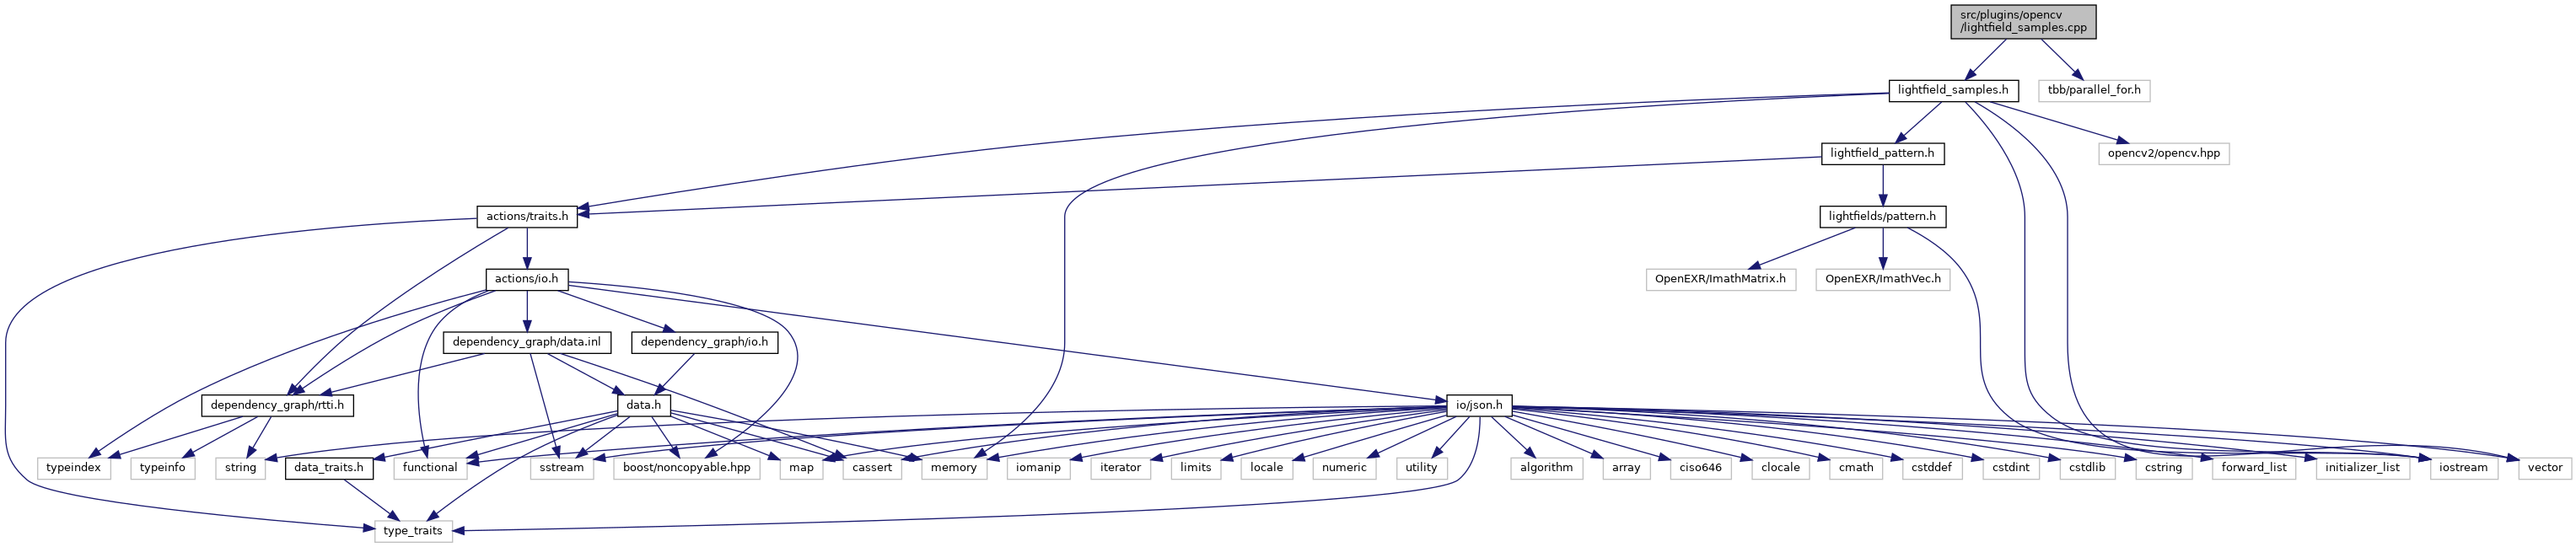 src/plugins/opencv
/lightfield_samples.cpp
lightfield_samples.h
tbb/parallel_for.h
lightfield_pattern.h
opencv2/opencv.hpp
actions/traits.h
lightfields/pattern.h
actions/io.h
OpenEXR/ImathMatrix.h
OpenEXR/ImathVec.h
dependency_graph/data.inl
dependency_graph/io.h
dependency_graph/rtti.h
data.h
io/json.h
typeindex
typeinfo
string
data_traits.h
functional
sstream
boost/noncopyable.hpp
map
cassert
memory
iomanip
iterator
limits
locale
numeric
utility
algorithm
array
ciso646
clocale
cmath
cstddef
cstdint
cstdlib
cstring
forward_list
initializer_list
iostream
vector
type_traits